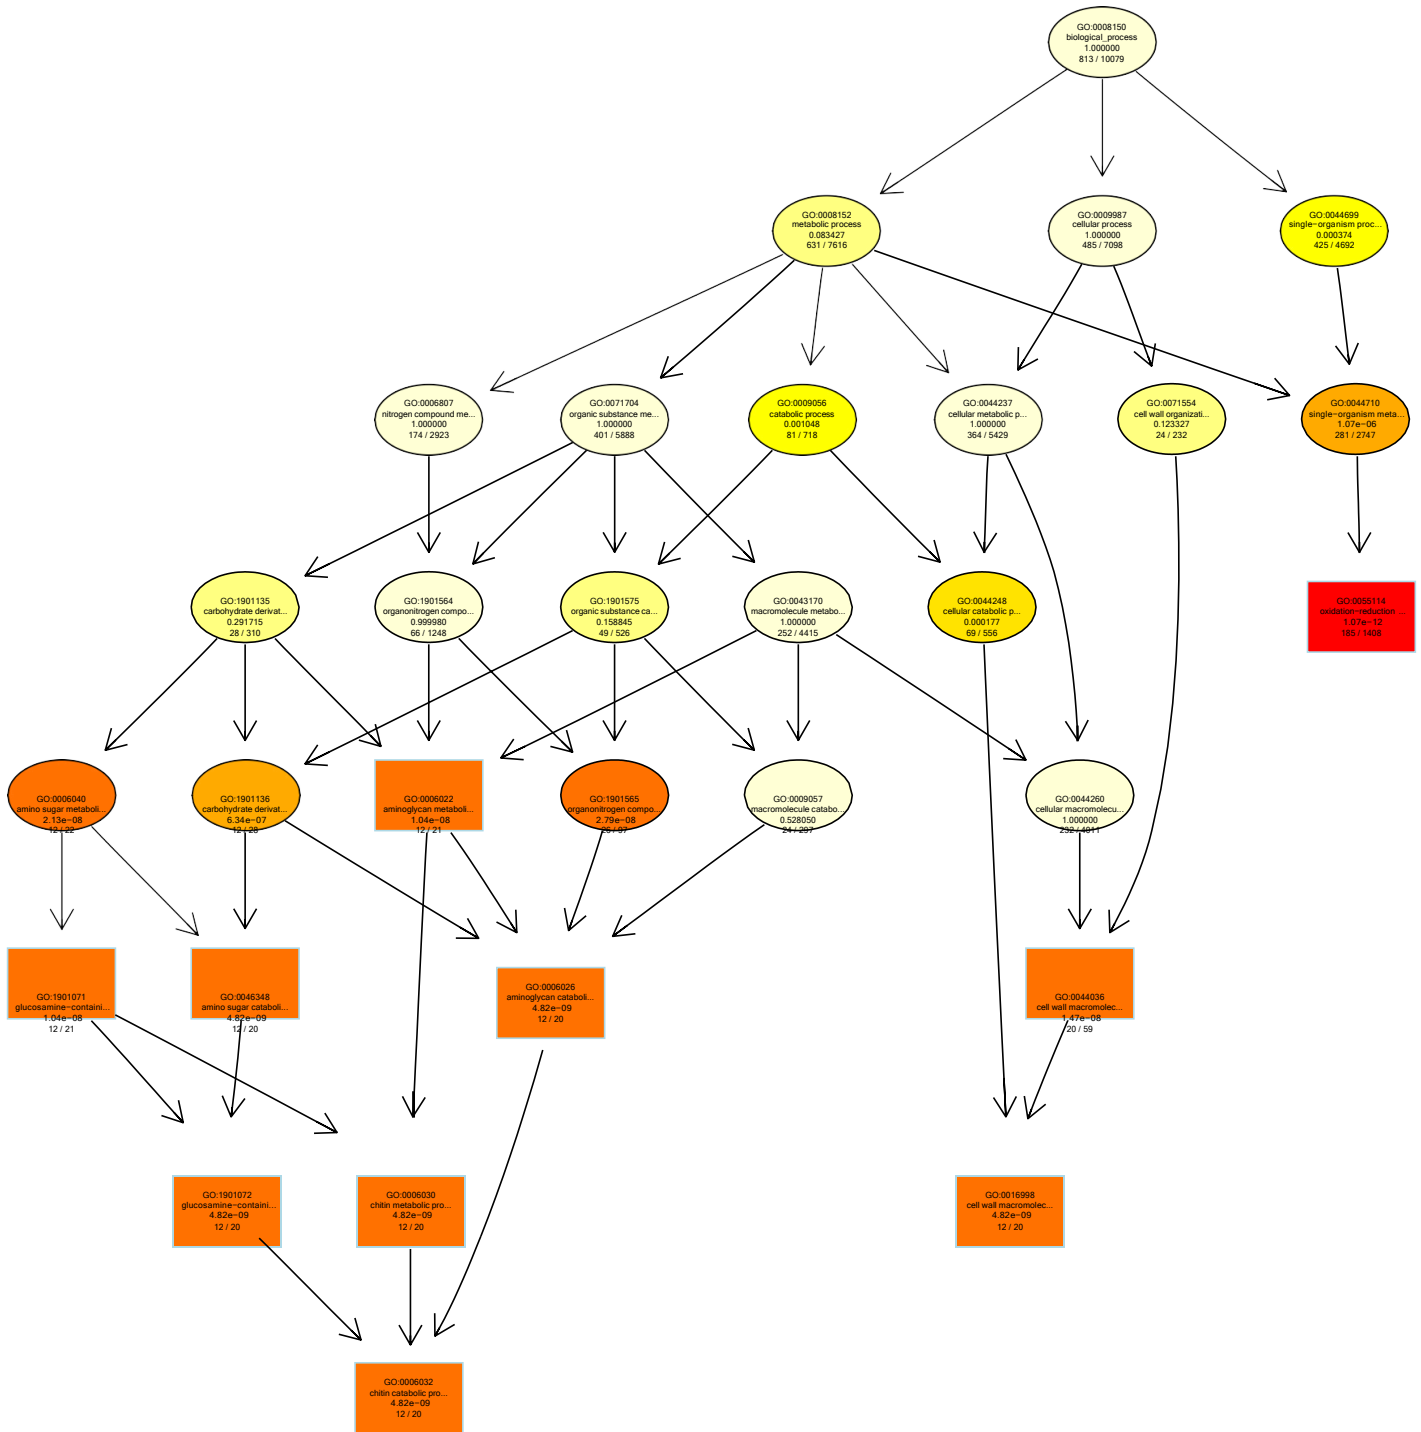 GO:0008150
biological_process
1.000000
813 / 10079
GO:0008152
metabolic process
0.083427
631 / 7616
GO:0009987
cellular process
1.000000
485 / 7098
GO:0044699
single−organism proc...
0.000374
425 / 4692
GO:0006807
nitrogen compound me...
1.000000
174 / 2923
GO:0071704
organic substance me...
1.000000
401 / 5888
GO:0009056
catabolic process
0.001048
81 / 718
GO:0044237
cellular metabolic p...
1.000000
364 / 5429
GO:0071554
cell wall organizati...
0.123327
24 / 232
GO:0044710
single−organism meta...
1.07e−06
281 / 2747
GO:1901135
carbohydrate derivat...
0.291715
28 / 310
GO:1901564
organonitrogen compo...
0.999980
66 / 1248
GO:1901575
organic substance ca...
0.158845
49 / 526
GO:0043170
macromolecule metabo...
1.000000
252 / 4415
GO:0044248
cellular catabolic p...
0.000177
69 / 556
GO:0055114
oxidation−reduction ...
1.07e−12
185 / 1408
GO:0006040
amino sugar metaboli...
2.13e−08
12 / 22
GO:1901136
carbohydrate derivat...
6.34e−07
12 / 28
GO:0006022
aminoglycan metaboli...
1.04e−08
12 / 21
GO:1901565
organonitrogen compo...
2.79e−08
26 / 97
GO:0009057
macromolecule catabo...
0.528050
24 / 297
GO:0044260
cellular macromolecu...
1.000000
232 / 4011
GO:1901071
glucosamine−containi...
1.04e−08
12 / 21
GO:0046348
amino sugar cataboli...
4.82e−09
12 / 20
GO:0006026
aminoglycan cataboli...
4.82e−09
12 / 20
GO:0044036
cell wall macromolec...
1.47e−08
20 / 59
GO:1901072
glucosamine−containi...
4.82e−09
12 / 20
GO:0006030
chitin metabolic pro...
4.82e−09
12 / 20
GO:0016998
cell wall macromolec...
4.82e−09
12 / 20
GO:0006032
chitin catabolic pro...
4.82e−09
12 / 20